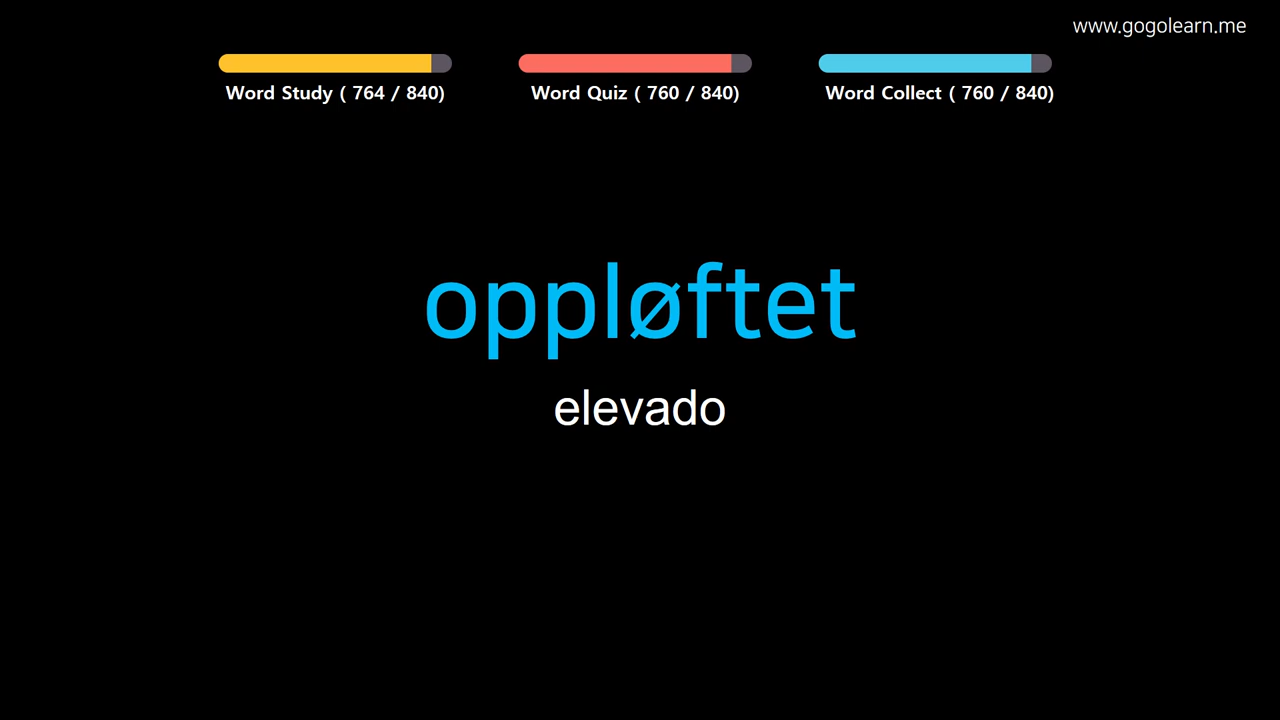 www.gogolearn.me
Word Study ( 764 / 840)
Word Quiz ( 760 / 840)
Word Collect ( 760 / 840)
oppløftet
elevado